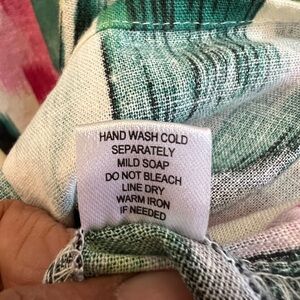 HAND WASH COLD
SEPARATELY
MILD SOAP
DO NOT BLEACH
LINE DRY
WARM IRON
IF NEEDED